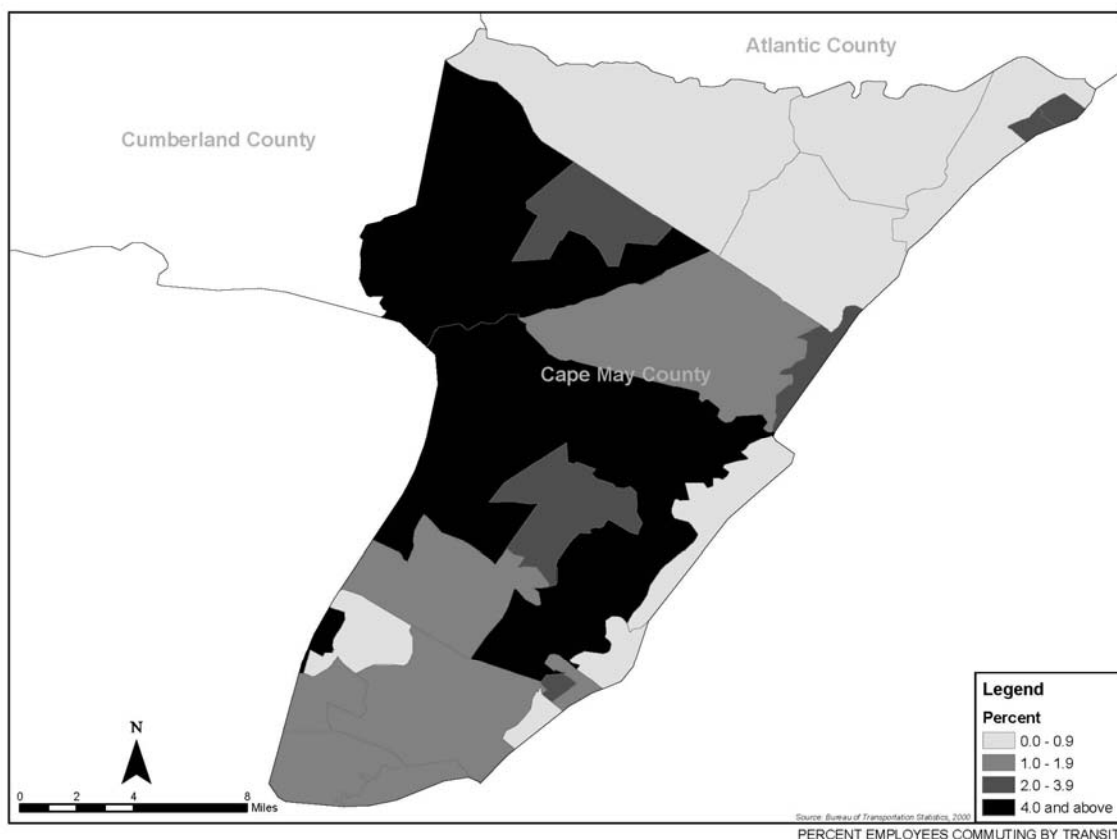 Atlantic County
Cumberland County
Cape May County
N
0 2 4 8
Miles
Legend
Percent
0.0 - 0.9
1.0 - 1.9
2.0 - 3.9
4.0 and above
Source: Bureau of Transportation Statistics, 2000
PERCENT EMPLOYEES COMMUTING BY TRANSIT